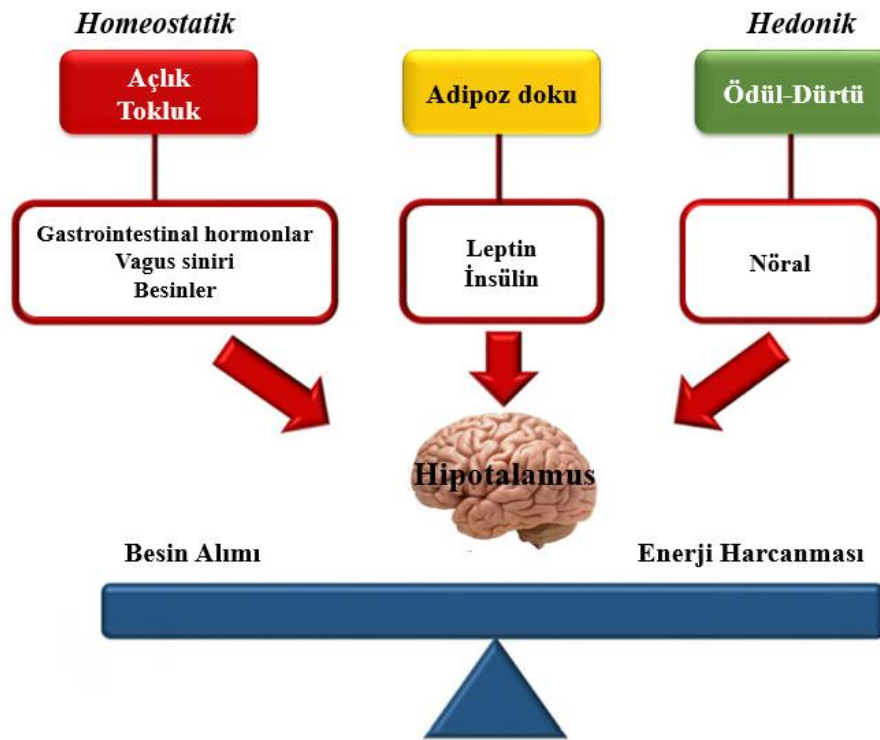 Homeostatik
Hedonik
Açlık
Tokluk
Adipoz doku
Ödül-Dürtü
Gastrointestinal hormonlar
Vagus siniri
Besinler
Leptin
İnsülin
Nöral
Hipotalamus
Besin Alımı
Enerji Harcanması